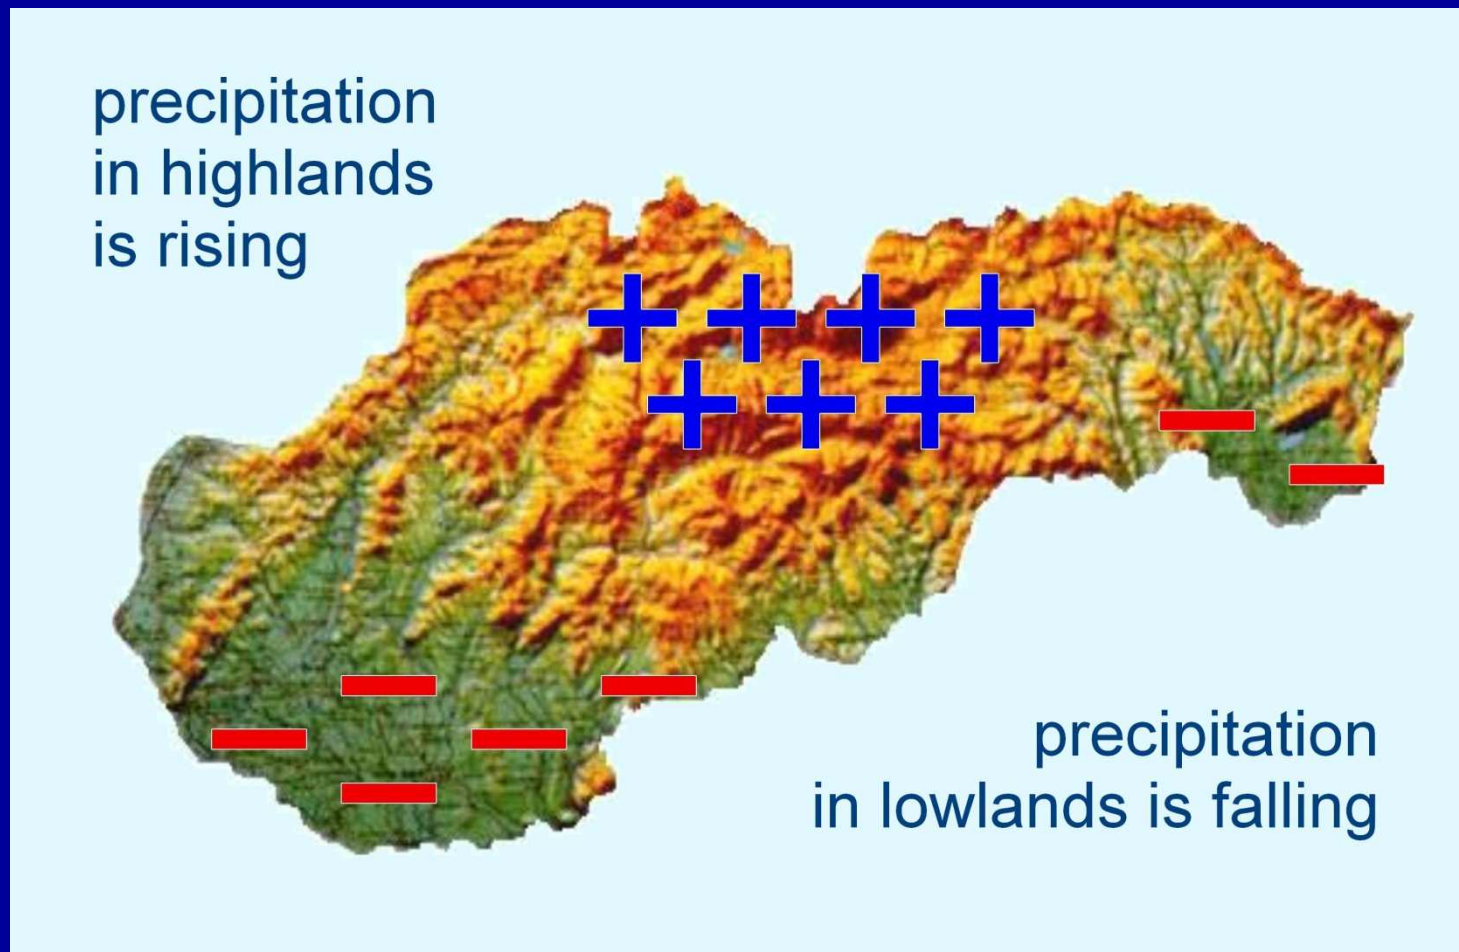 precipitation
in highlands
is rising
precipitation
in lowlands is falling